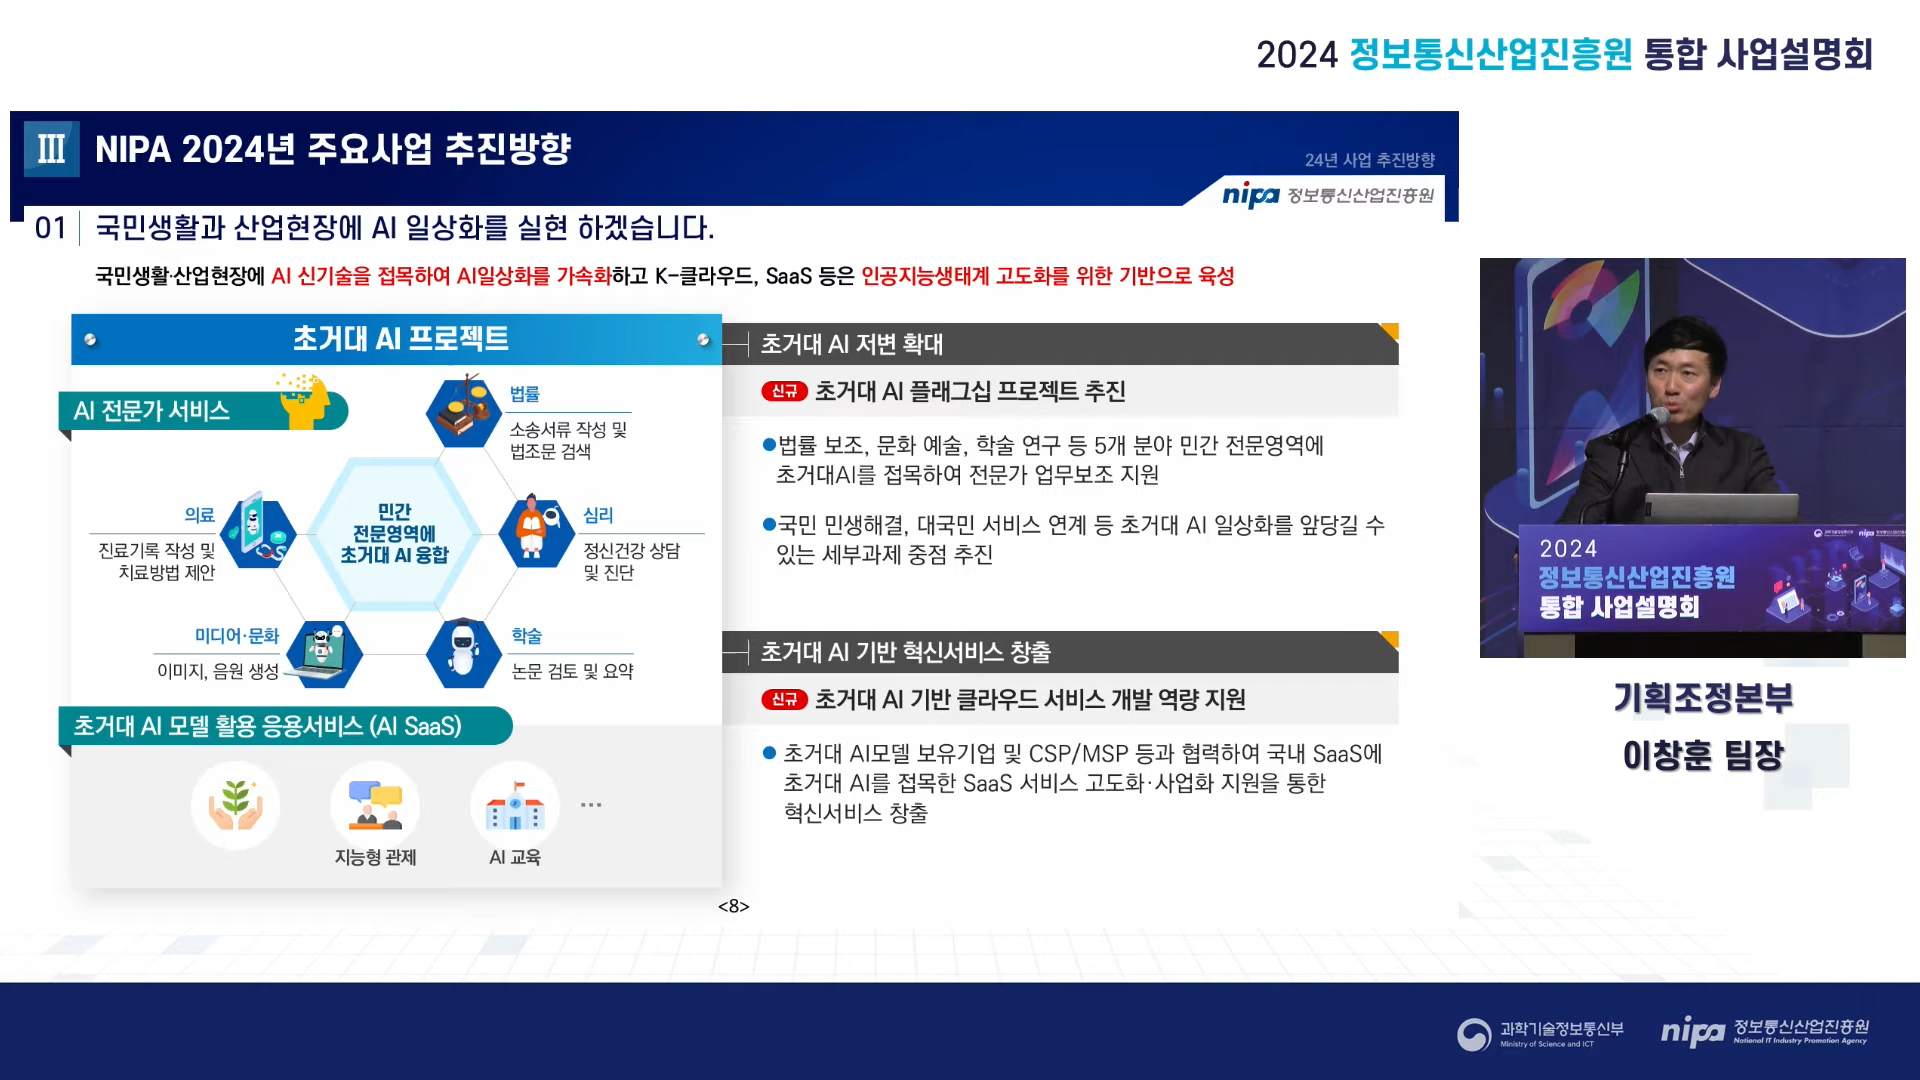 2024 정보통신산업진흥원 통합 사업설명회
III NIPA 2024년 주요사업 추진방향
24년 사업 추진방향
nipa 정보통신산업진흥원
01 국민생활과 산업현장에 AI 일상화를 실현 하겠습니다.
국민생활·산업현장에 AI 신기술을 접목하여 AI일상화를 가속화하고 K-클라우드, SaaS 등은 인공지능생태계 고도화를 위한 기반으로 육성
초거대 AI 프로젝트
AI 전문가 서비스
법률
소송서류 작성 및
법조문 검색
의료
진료기록 작성 및
치료방법 제안
민간
전문영역에
초거대 AI 융합
심리
정신건강 상담
및 진단
미디어·문화
이미지, 음원 생성
학술
논문 검토 및 요약
초거대 AI 모델 활용 응용서비스 (AI SaaS)
지능형 관제
AI 교육
...
초거대 AI 저변 확대
신규 초거대 AI 플래그십 프로젝트 추진
●법률 보조, 문화 예술, 학술 연구 등 5개 분야 민간 전문영역에
초거대AI를 접목하여 전문가 업무보조 지원
●국민 민생해결, 대국민 서비스 연계 등 초거대 AI 일상화를 앞당길 수
있는 세부과제 중점 추진
초거대 AI 기반 혁신서비스 창출
신규 초거대 AI 기반 클라우드 서비스 개발 역량 지원
● 초거대 AI모델 보유기업 및 CSP/MSP 등과 협력하여 국내 SaaS에
초거대 AI를 접목한 SaaS 서비스 고도화·사업화 지원을 통한
혁신서비스 창출
<8>
2024
정보통신산업진흥원
통합 사업설명회
기획조정본부
이창훈 팀장
과학기술정보통신부
Ministry of Science and ICT
nipa 정보통신산업진흥원
National IT Industry Promotion Agency